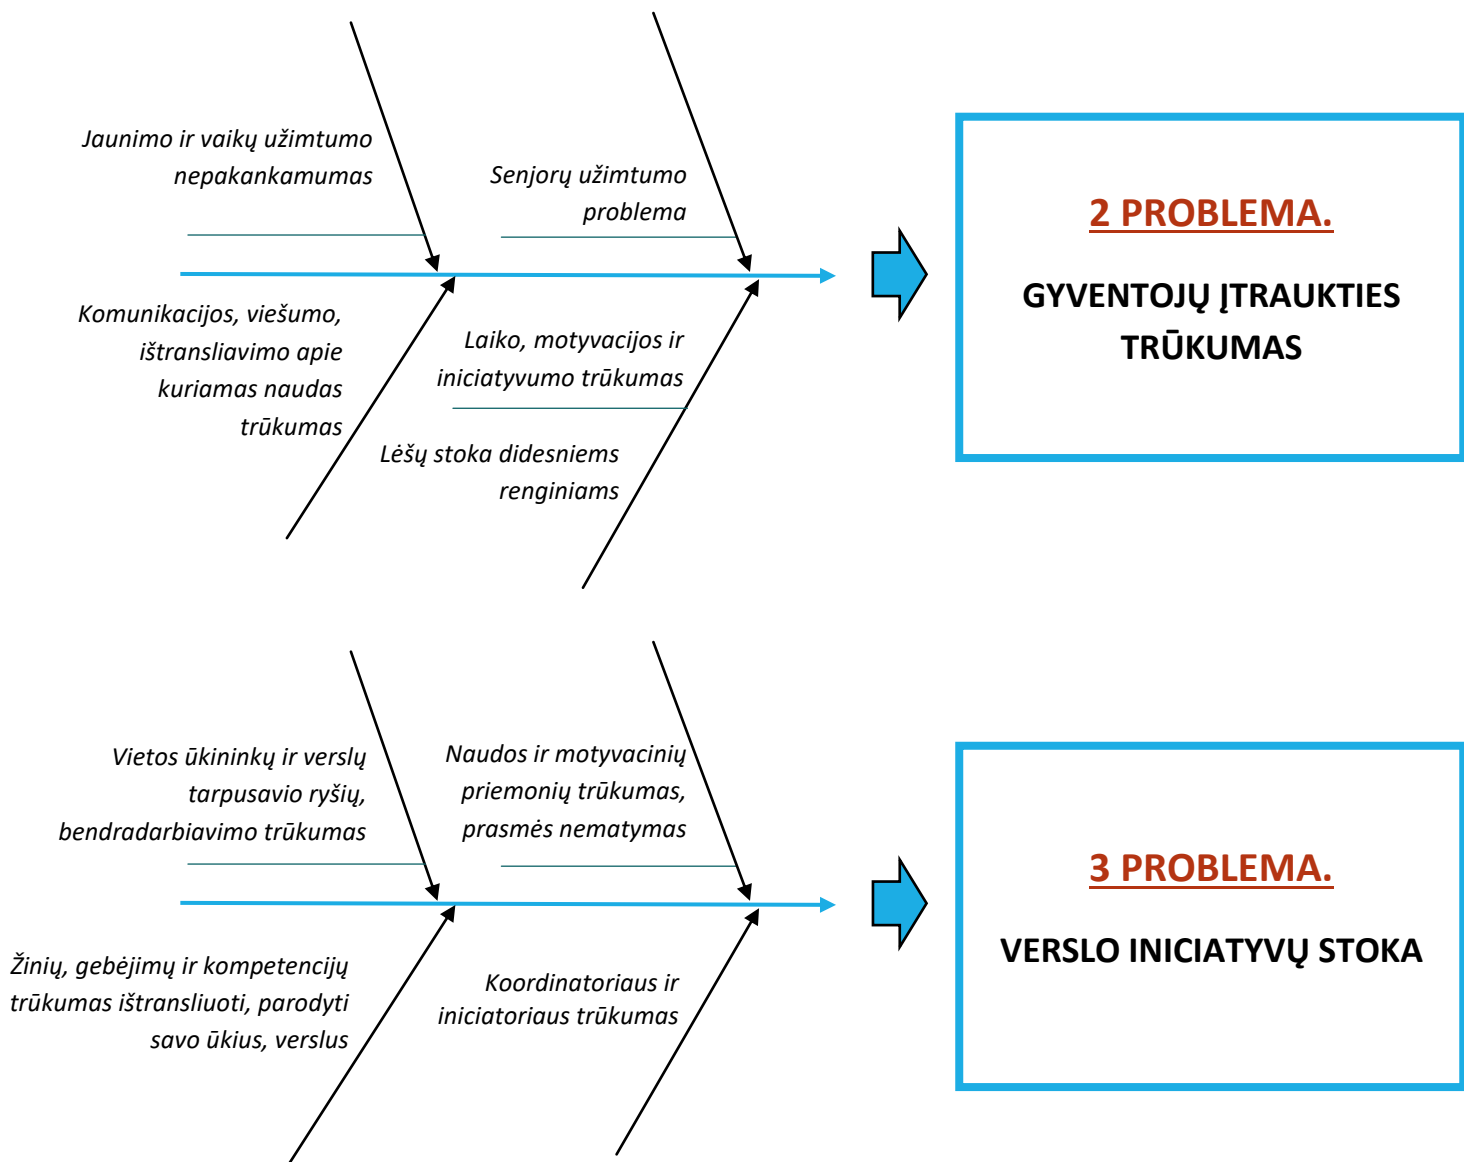 Jaunimo ir vaikų užimtumo
nepakankamumas
Senjorų užimtumo
problema
Komunikacijos, viešumo,
ištransliavimo apie
kuriamas naudas
trūkumas
Laiko, motyvacijos ir
iniciatyvumo trūkumas
Lėšų stoka didesniems
renginiams
2 PROBLEMA.
GYVENTOJŲ ĮTRAUKTIES
TRŪKUMAS
Vietos ūkininkų ir verslų
tarpusavio ryšių,
bendradarbiavimo trūkumas
Naudos ir motyvacinių
priemonių trūkumas,
prasmės nematymas
Žinių, gebėjimų ir kompetencijų
trūkumas ištransliuoti, parodyti
savo ūkius, verslus
Koordinatoriaus ir
iniciatoriaus trūkumas
3 PROBLEMA.
VERSLO INICIATYVŲ STOKA